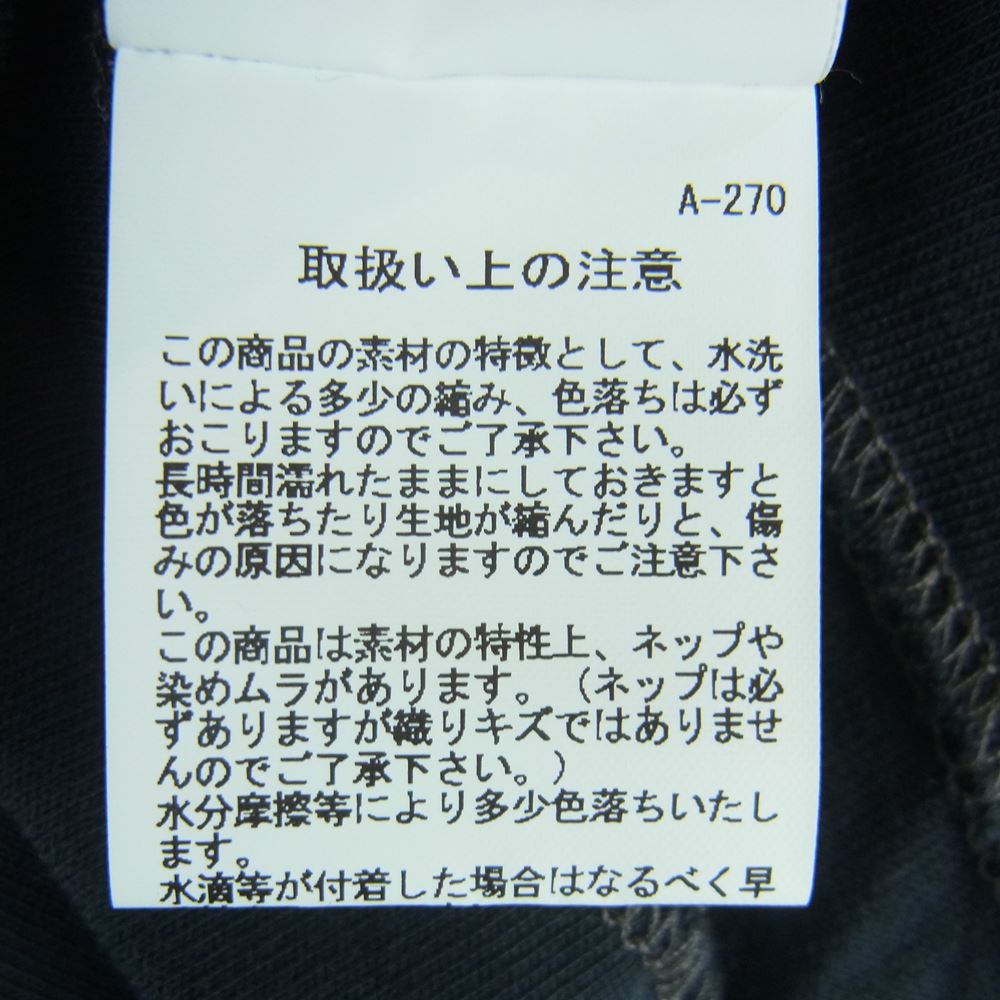 A-270
取扱い上の注意
この商品の素材の特徴として、水洗
いによる多少の縮み、色落ちは必ず
おこりますのでご了承下さい。
長時間濡れたままにしておきますと
色が落ちたり生地が縮んだりと、傷
みの原因になりますのでご注意下さ
い。
この商品は素材の特性上、ネップや
染めムラがあります。（ネップは必
ずありますが織りキズではありませ
んのでご了承下さい。）
水分摩擦等により多少色落ちいたし
ます。
水滴等が付着した場合はなるべく早